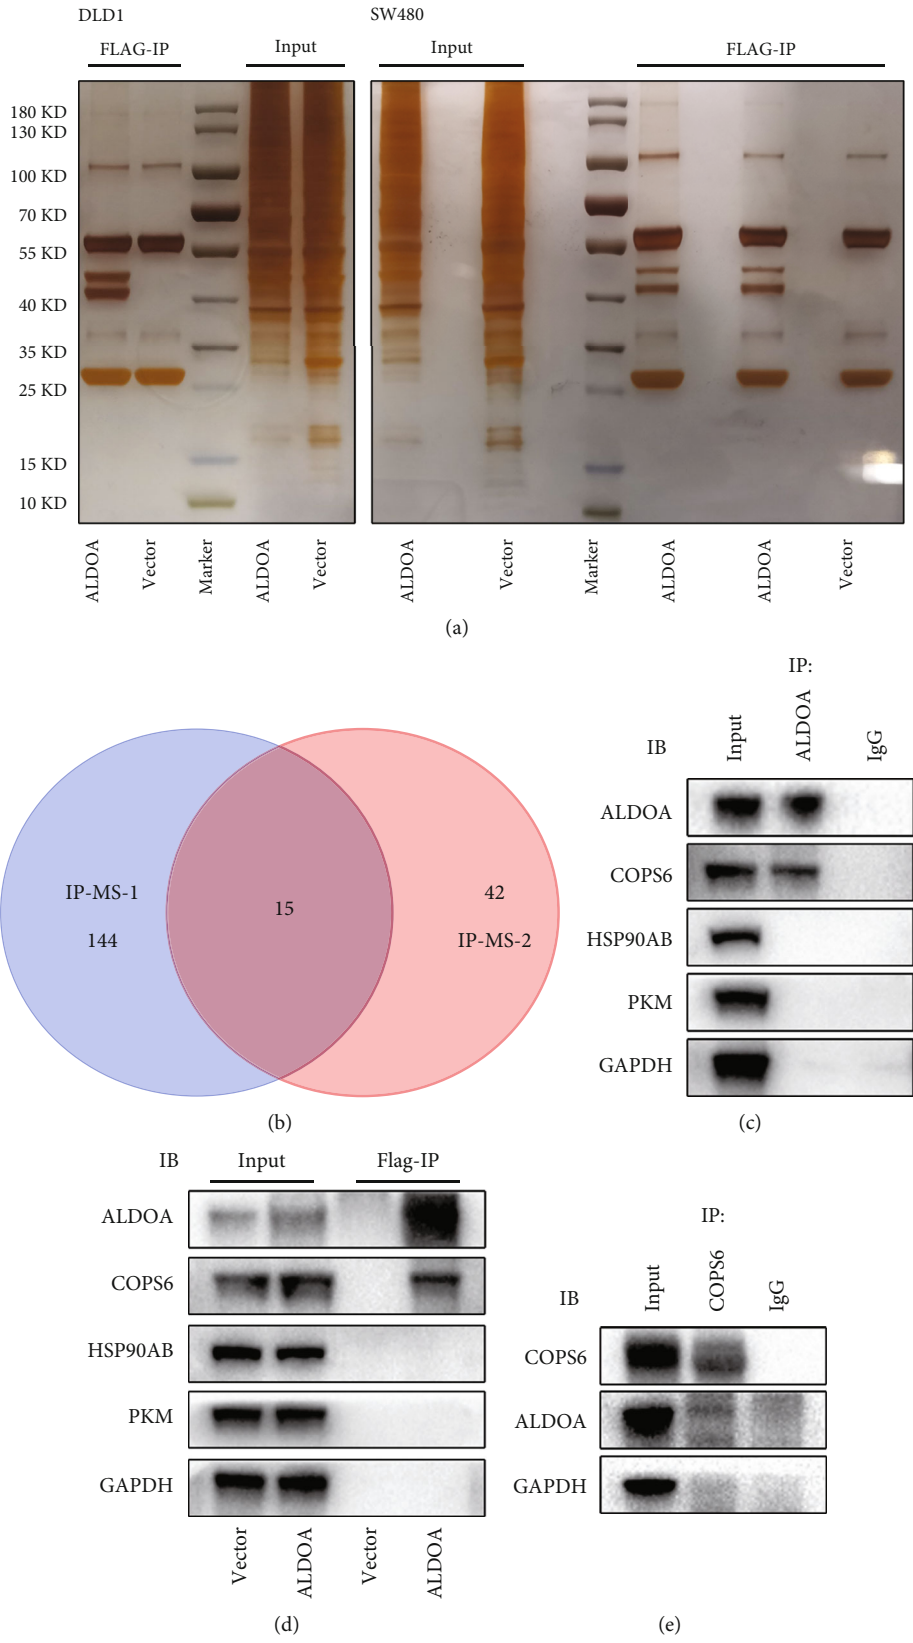 DLD1
SW480
FLAG-IP
Input
Input
FLAG-IP
180 KD
130 KD
100 KD
70 KD
55 KD
40 KD
35 KD
25 KD
15 KD
10 KD
ALDOA
Vector
Marker
ALDOA
Vector
ALDOA
Vector
Marker
ALDOA
ALDOA
Vector
(a)
IP-MS-1
144
15
42
IP-MS-2
(b)
IP:
IB
Input
ALDOA
IgG
ALDOA
COPS6
HSP90AB
PKM
GAPDH
(c)
IB
Input
Flag-IP
ALDOA
COPS6
HSP90AB
PKM
GAPDH
Vector
ALDOA
Vector
ALDOA
(d)
IP:
IB
Input
COPS6
IgG
COPS6
ALDOA
GAPDH
(e)